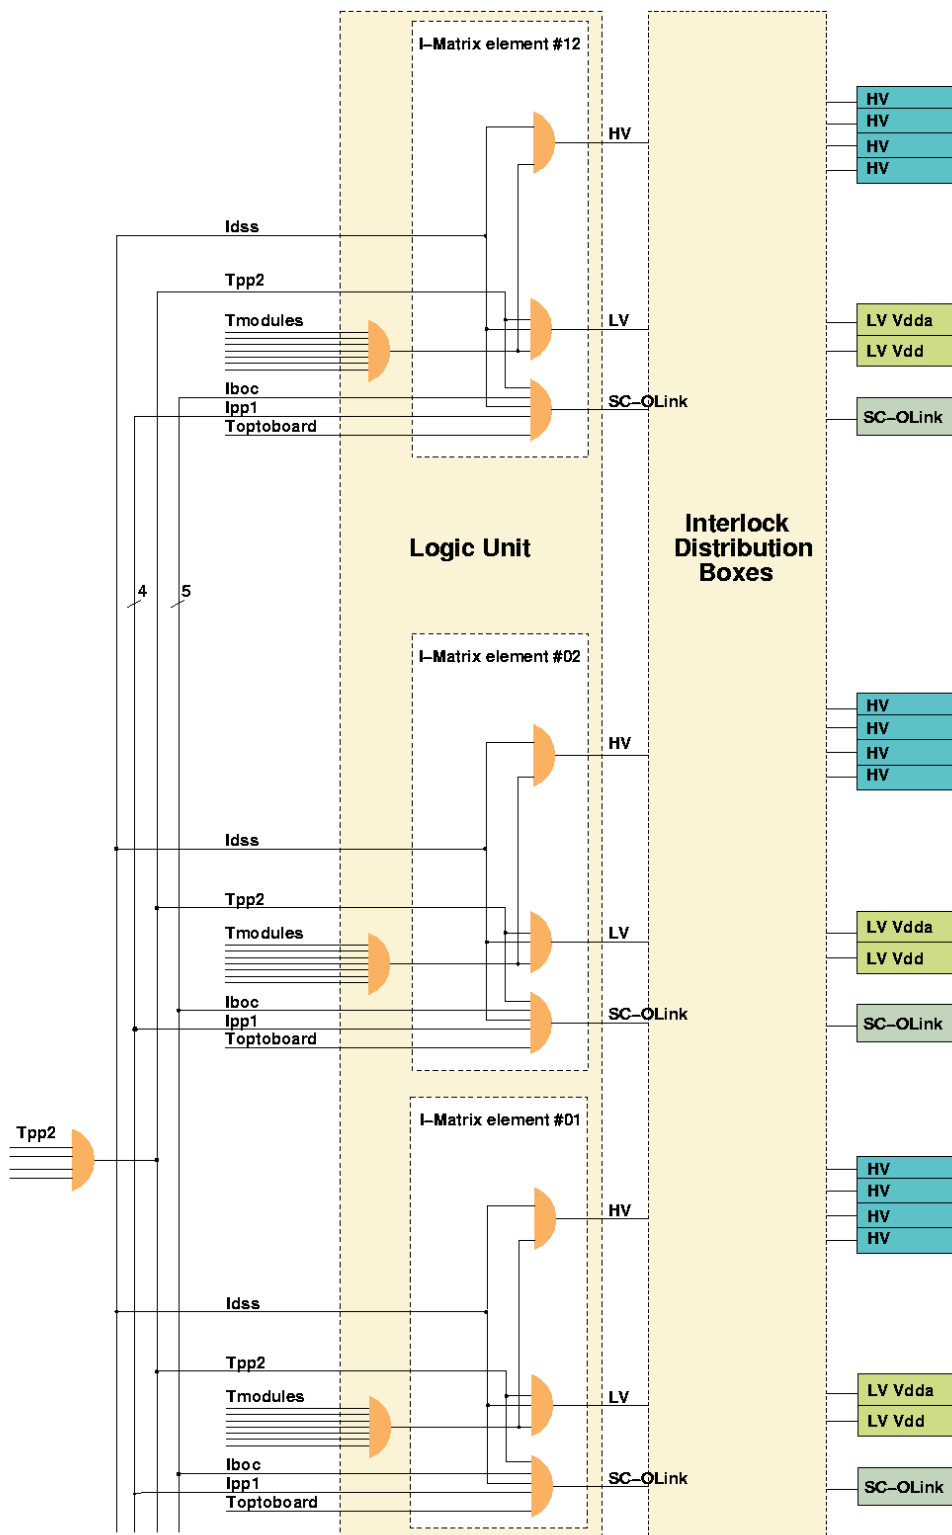 I–Matrix element #12
HV
HV
HV
HV
HV
Idss
Tpp2
Tmodules
LV
LV Vdda
LV Vdd
Iboc
Ipp1
Toptoboard
SC–OLink
SC–OLink
Logic Unit
Interlock
Distribution
Boxes
4
5
I–Matrix element #02
HV
HV
HV
HV
HV
Idss
Tpp2
Tmodules
LV
LV Vdda
LV Vdd
Iboc
Ipp1
Toptoboard
SC–OLink
SC–OLink
Tpp2
I–Matrix element #01
HV
HV
HV
HV
HV
Idss
Tpp2
Tmodules
LV
LV Vdda
LV Vdd
Iboc
Ipp1
Toptoboard
SC–OLink
SC–OLink